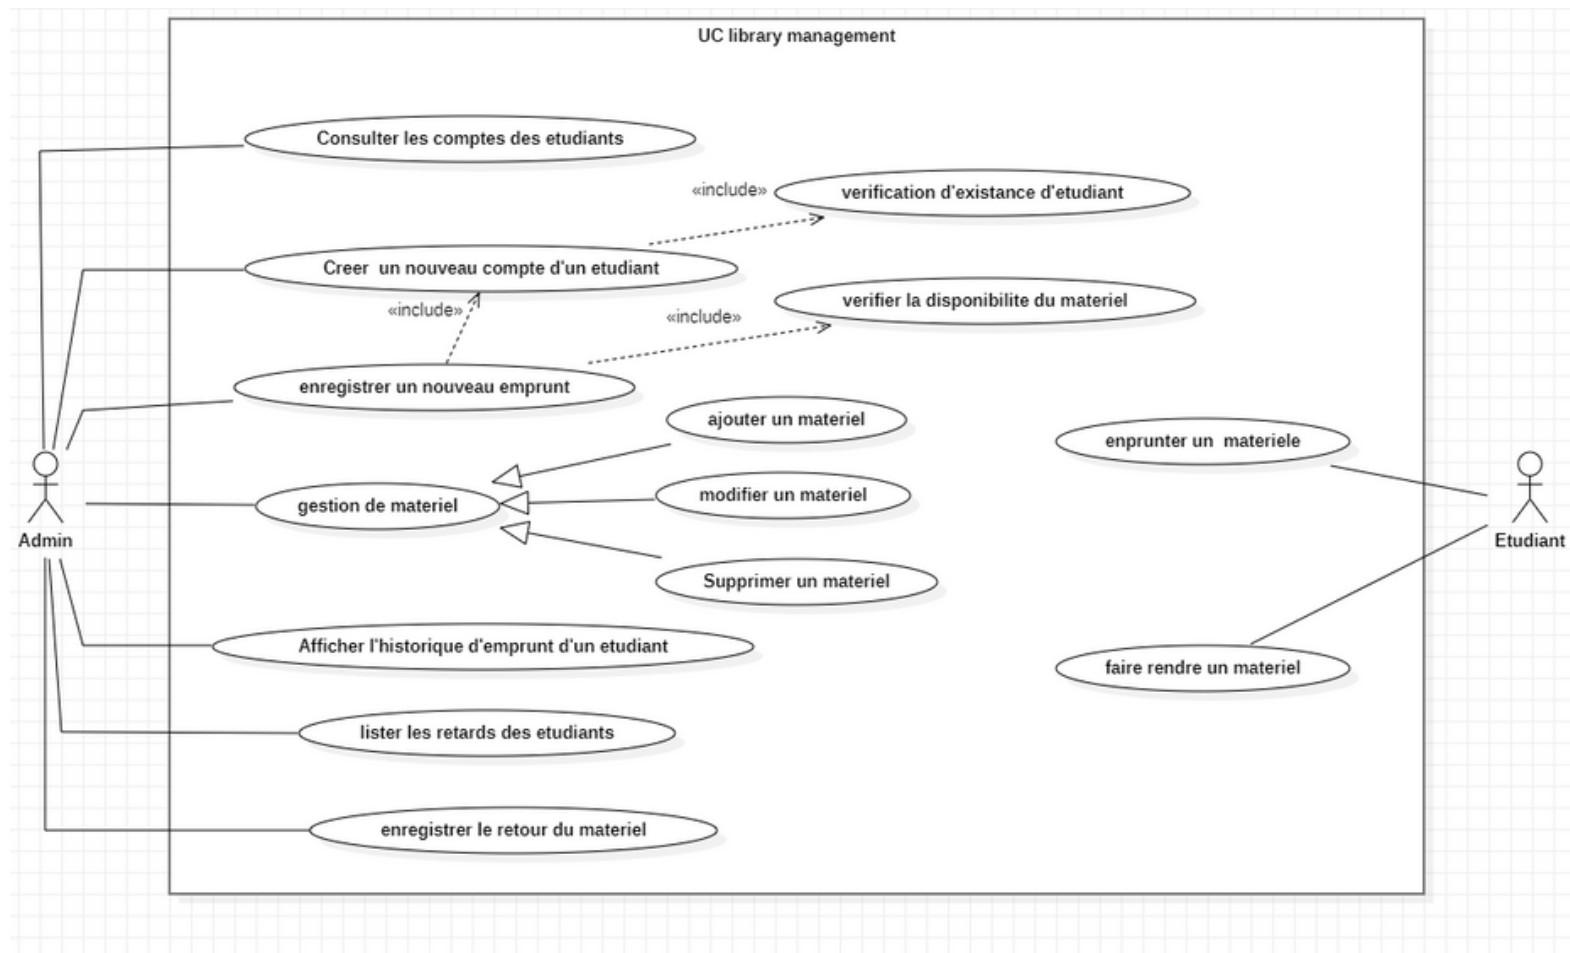 UC library management
Consulter les comptes des etudiants
«include»
verification d'existance d'etudiant
Creer  un nouveau compte d'un etudiant
«include»
verifier la disponibilite du materiel
«include»
enregistrer un nouveau emprunt
ajouter un materiel
enprunter un  materiele
modifier un materiel
gestion de materiel
Admin
Etudiant
Supprimer un materiel
Afficher l'historique d'emprunt d'un etudiant
faire rendre un materiel
lister les retards des etudiants
enregistrer le retour du materiel